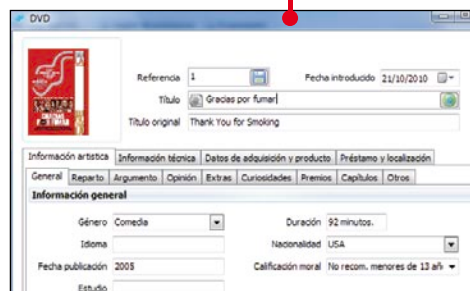 DVD
GRACIAS
Referencia 1 Fecha introducido 21/10/2010
Título Gracias por fumar
Título original Thank You for Smoking
Información artistica Información técnica Datos de adquisición y producto Préstamo y localización
General Reparto Argumento Opinión Extras Curiosidades Premios Capítulos Otros
Información general
Género Comedia Duración 92 minutos.
Idioma Nacionalidad USA
Fecha publicación 2005 Calificación moral No recom. menores de 13 añ
Estudio